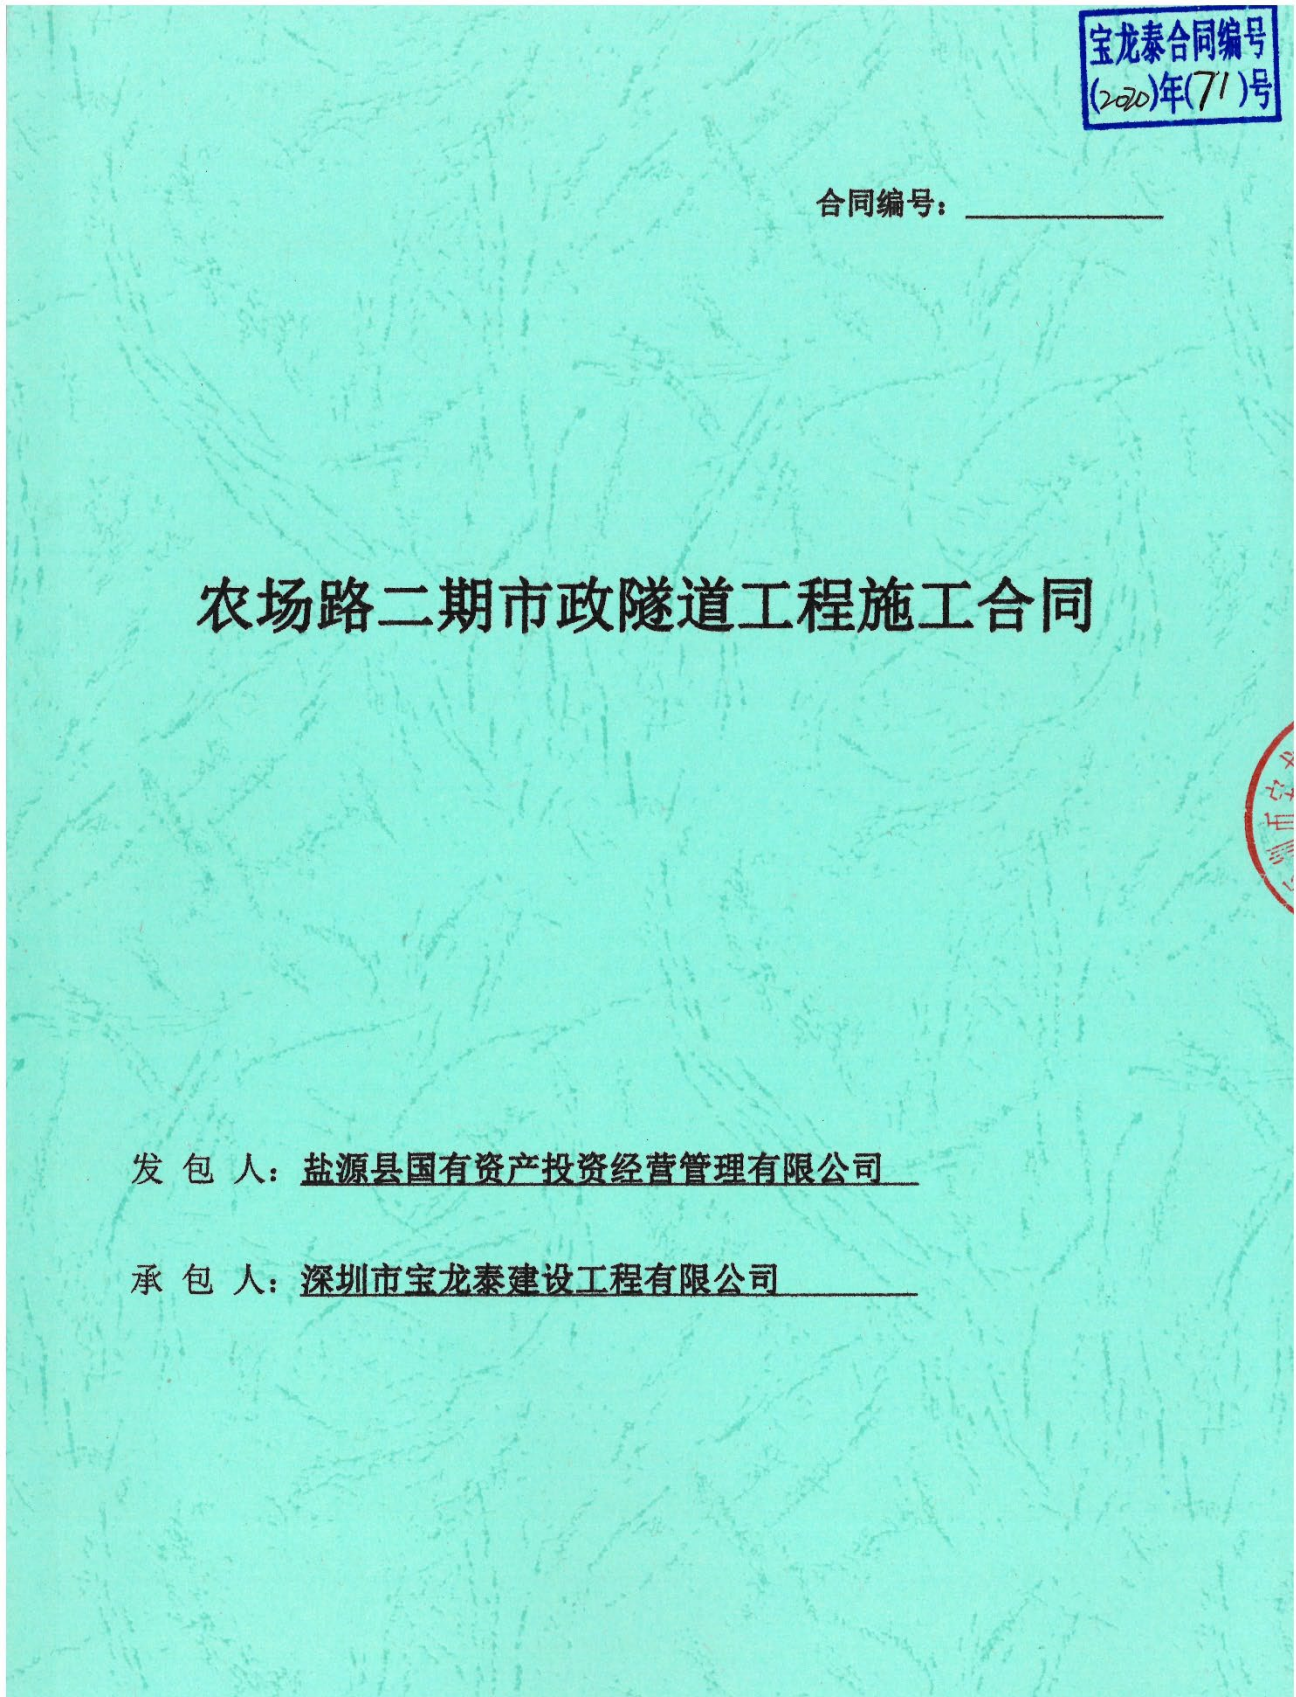 宝龙泰合同编号
(2020)年(71)号
合同编号：
农场路二期市政隧道工程施工合同
发包人：盐源县国有资产投资经营管理有限公司
承包人：深圳市宝龙泰建设工程有限公司